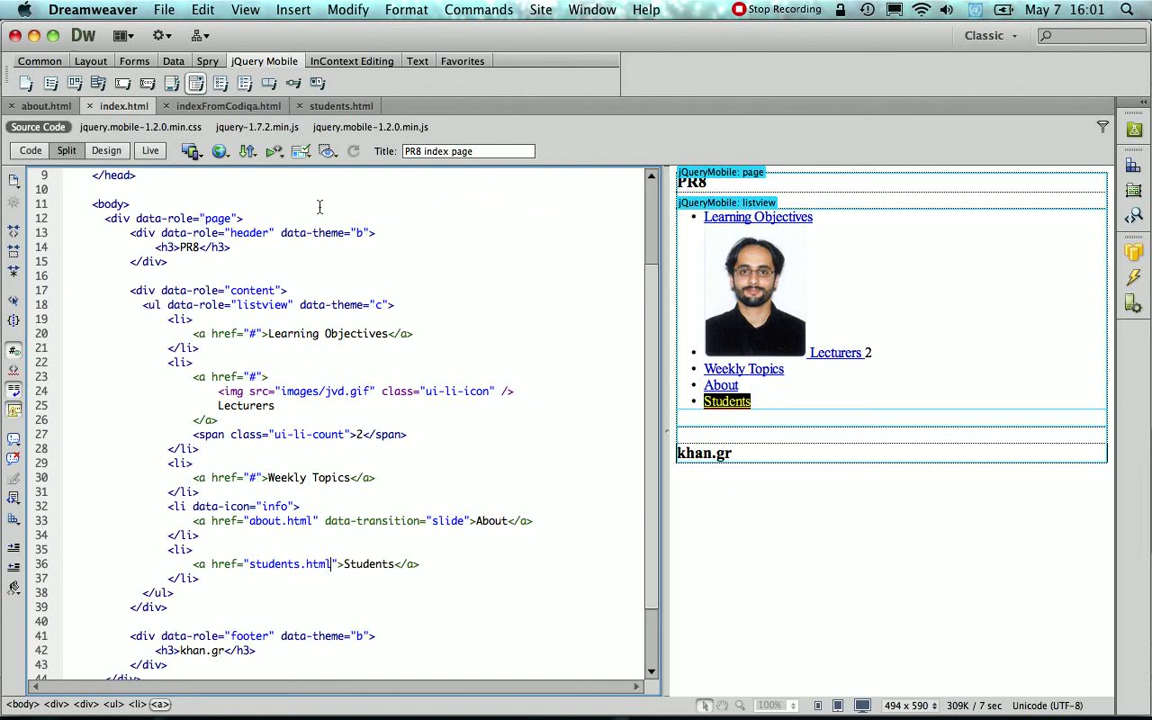 Dreamweaver File Edit View Insert Modify Format Commands Site Window Help Stop Recording May 7 16:01
Dw Classic
Common Layout Forms Data Spry jQuery Mobile InContext Editing Text Favorites
about.html index.html indexFromCodiqa.html students.html
Source Code jquery.mobile-1.2.0.min.css jquery-1.7.2.min.js jquery.mobile-1.2.0.min.js
Code Split Design Live Title: PR8 index page
9 </head>
10
11 <body>
12 <div data-role="page">
13 <div data-role="header" data-theme="b">
14 <h3>PR8</h3>
15 </div>
16
17 <div data-role="content">
18 <ul data-role="listview" data-theme="c">
19 <li>
20 <a href="#">Learning Objectives</a>
21 </li>
22 <li>
23 <a href="#">
24 <img src="images/jvd.gif" class="ui-li-icon" />
25 Lecturers
26 </a>
27 <span class="ui-li-count">2</span>
28 </li>
29 <li>
30 <a href="#">Weekly Topics</a>
31 </li>
32 <li data-icon="info">
33 <a href="about.html" data-transition="slide">About</a>
34 </li>
35 <li>
36 <a href="students.html">Students</a>
37 </li>
38 </ul>
39 </div>
40
41 <div data-role="footer" data-theme="b">
42 <h3>khan.gr</h3>
43 </div>
44 </div>
jQueryMobile: page
PR8
jQueryMobile: listview
• Learning Objectives
• Lecturers 2
• Weekly Topics
• About
• Students
khan.gr
<body> <div> <div> <ul> <li> <a> 100% 494 x 590 309K / 7 sec Unicode (UTF-8)